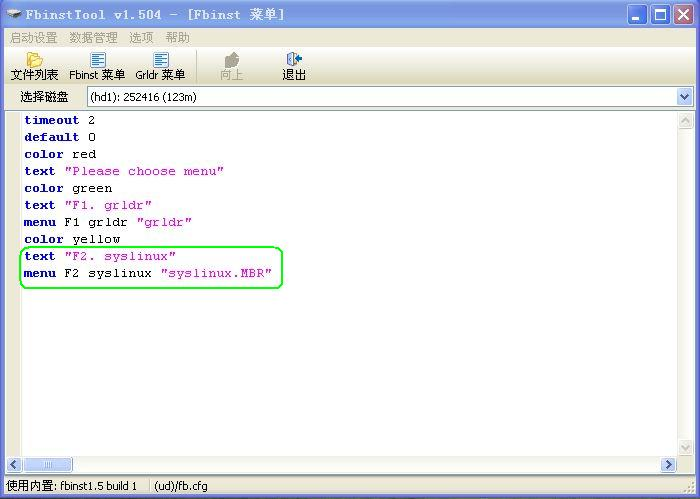 FbinstTool v1.504 - [Fbinst 菜单]
启动设置 数据管理 选项 帮助
文件列表 Fbinst 菜单 Grldr 菜单 向上 退出
选择磁盘 (hd1): 252416 (123m)
timeout 2
default 0
color red
text "Please choose menu"
color green
text "F1. grldr"
menu F1 grldr "grldr"
color yellow
text "F2. syslinux"
menu F2 syslinux "syslinux.MBR"
使用内置: fbinst1.5 build 1 (ud)/fb.cfg